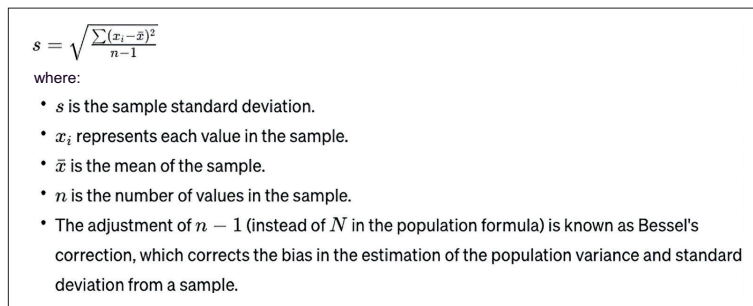 s = √(∑(xᵢ−x̄)²/(n−1))
where:
• s is the sample standard deviation.
• xᵢ represents each value in the sample.
• x̄ is the mean of the sample.
• n is the number of values in the sample.
• The adjustment of n − 1 (instead of N in the population formula) is known as Bessel's
correction, which corrects the bias in the estimation of the population variance and standard
deviation from a sample.